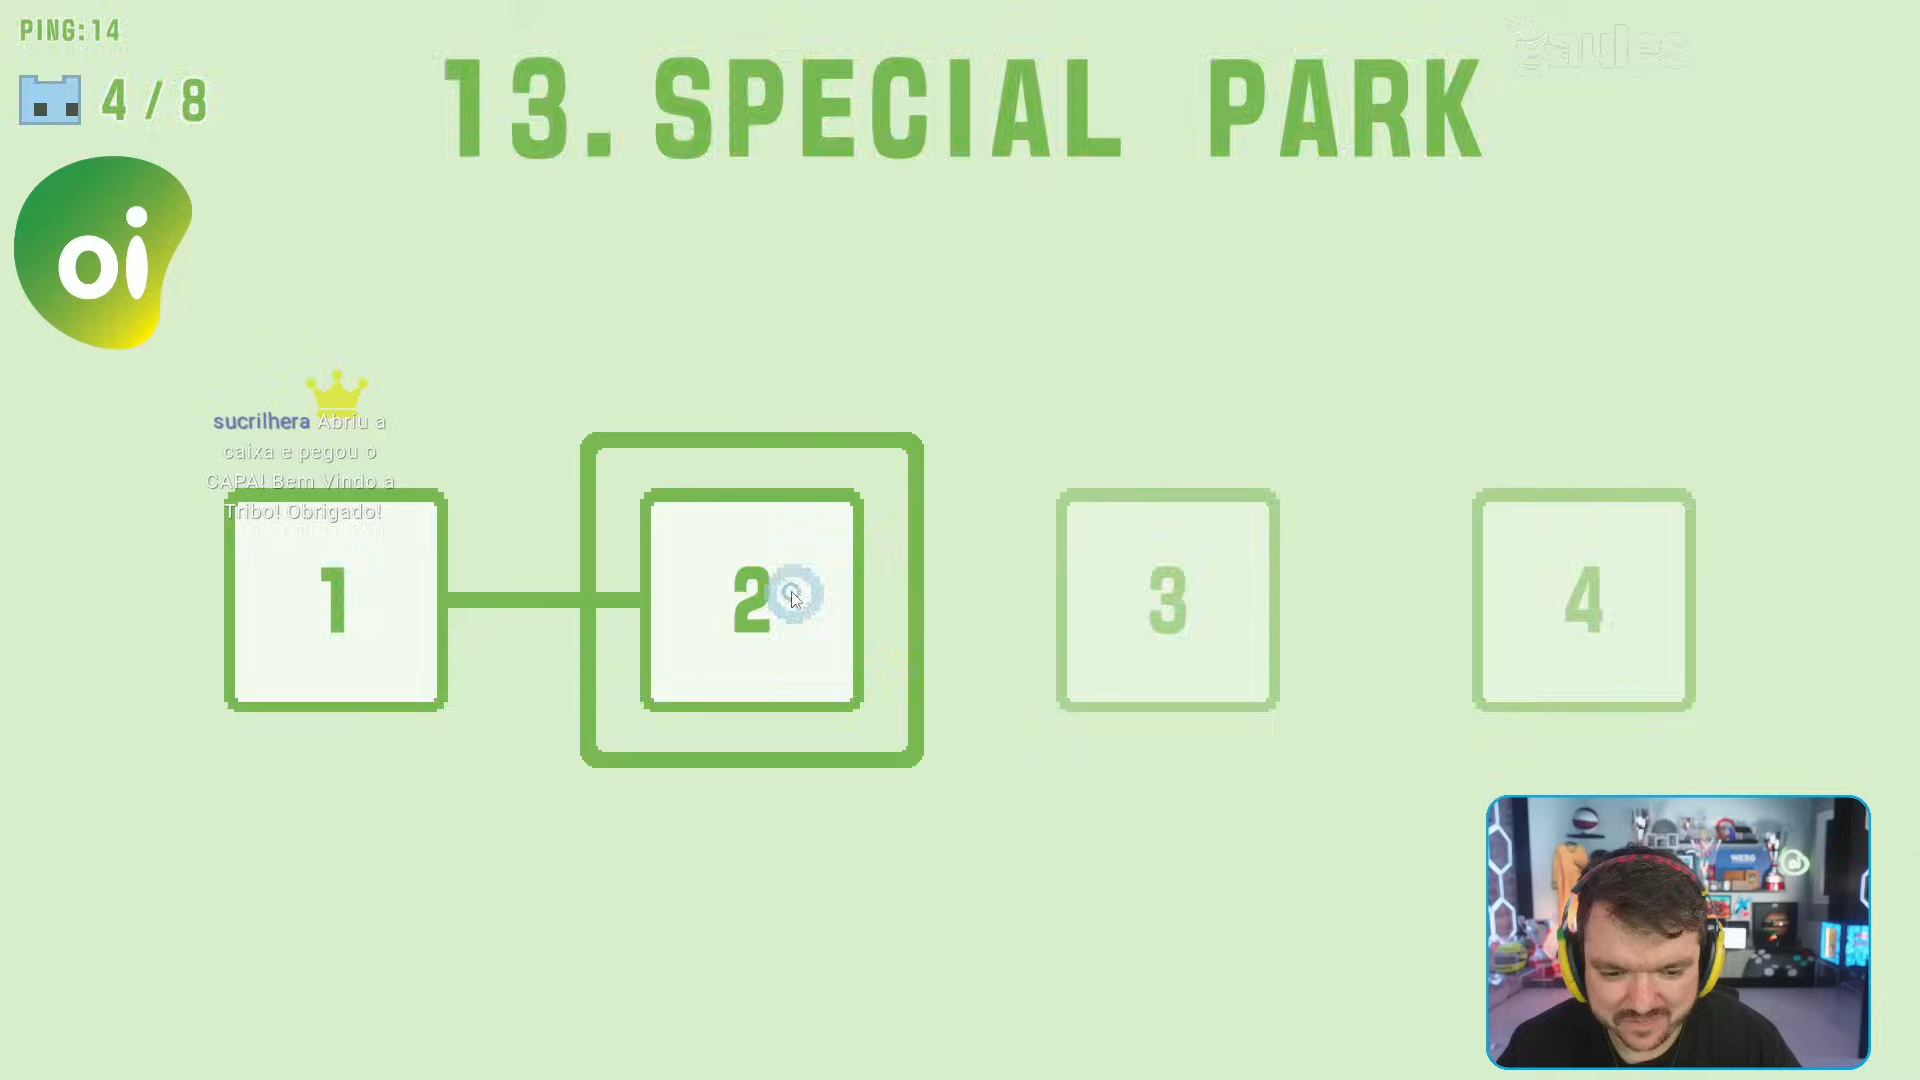 PING:14
4 / 8
13. SPECIAL PARK
gaules
oi
sucrilhera Abriu a
caixa e pegou o
CAPA! Bem Vindo a
Tribo! Obrigado!
1
2
3
4